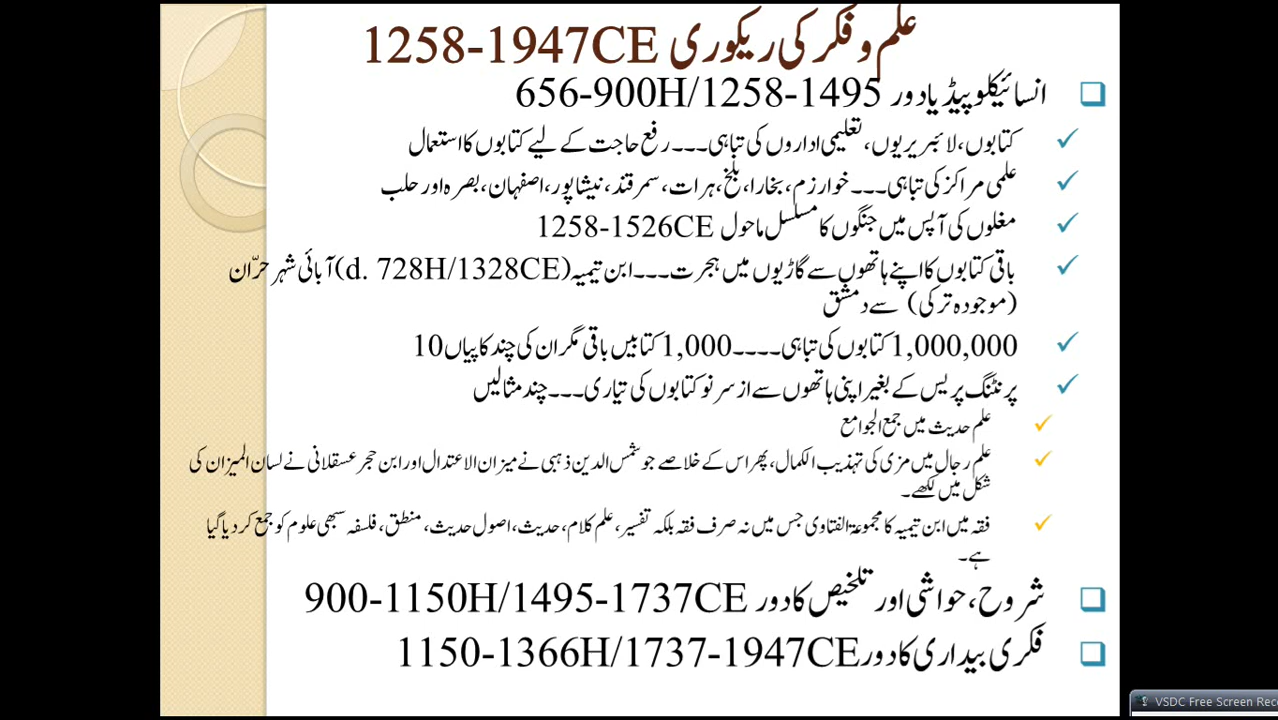 علم و فکر کی ریکوری 1258-1947CE
انسائیکلوپیڈیا دور 656-900H/1258-1495
کتابوں، لائبریریوں، تعلیمی اداروں کی تباہی۔۔۔ رفع حاجت کے لیے کتابوں کا استعمال
علمی مراکز کی تباہی۔۔۔ خوارزم، بخارا، بلخ، ہرات، سمرقند، نیشاپور، اصفہان، بصرہ اور حلب
مغلوں کی آپس میں جنگوں کا مسلسل ماحول 1258-1526CE
باقی کتابوں کا اپنے ہاتھوں سے گاڑیوں میں ہجرت۔۔۔ ابن تیمیہ (d. 728H/1328CE) آبائی شہر حرّان
(موجودہ ترکی) سے دمشق
1,000,000 کتابوں کی تباہی۔۔۔۔ 1,000 کتابیں باقی مگر ان کی چند کاپیاں 10
پرنٹنگ پریس کے بغیر اپنی ہاتھوں سے از سر نو کتابوں کی تیاری۔۔۔ چند مثالیں
علم حدیث میں جمع الجوامع
علم رجال میں مزی کی تہذیب الکمال، پھر اس کے خلاصے جو شمس الدین ذہبی نے میزان الاعتدال اور ابن حجر عسقلانی نے لسان المیزان کی
شکل میں لکھے۔
فقہ میں ابن تیمیہ کا مجموعۃ الفتاوی جس میں نہ صرف فقہ بلکہ تفسیر، علم کلام، حدیث، اصول حدیث، منطق، فلسفہ سبھی علوم کو جمع کر دیا گیا
ہے۔
شروح، حواشی اور تلخیص کا دور 900-1150H/1495-1737CE
فکری بیداری کا دور 1150-1366H/1737-1947CE
VSDC Free Screen Rec